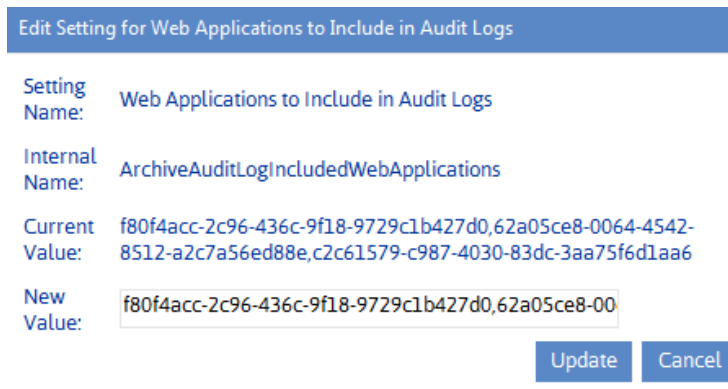 Edit Setting for Web Applications to Include in Audit Logs
Setting
Name:
Web Applications to Include in Audit Logs
Internal
Name:
ArchiveAuditLogIncludedWebApplications
Current
Value:
f80f4acc-2c96-436c-9f18-9729c1b427d0,62a05ce8-0064-4542-
8512-a2c7a56ed88e,c2c61579-c987-4030-83dc-3aa75f6d1aa6
New
Value:
f80f4acc-2c96-436c-9f18-9729c1b427d0,62a05ce8-00
Update Cancel